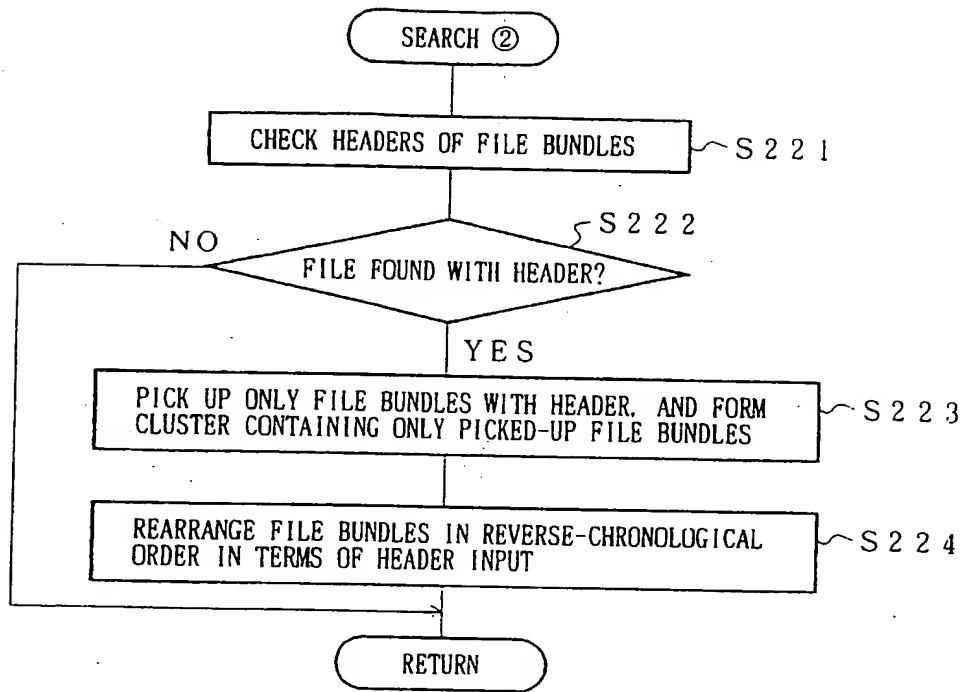 SEARCH ②
CHECK HEADERS OF FILE BUNDLES
S221
S222
NO
FILE FOUND WITH HEADER?
YES
PICK UP ONLY FILE BUNDLES WITH HEADER, AND FORM
CLUSTER CONTAINING ONLY PICKED-UP FILE BUNDLES
S223
REARRANGE FILE BUNDLES IN REVERSE-CHRONOLOGICAL
ORDER IN TERMS OF HEADER INPUT
S224
RETURN